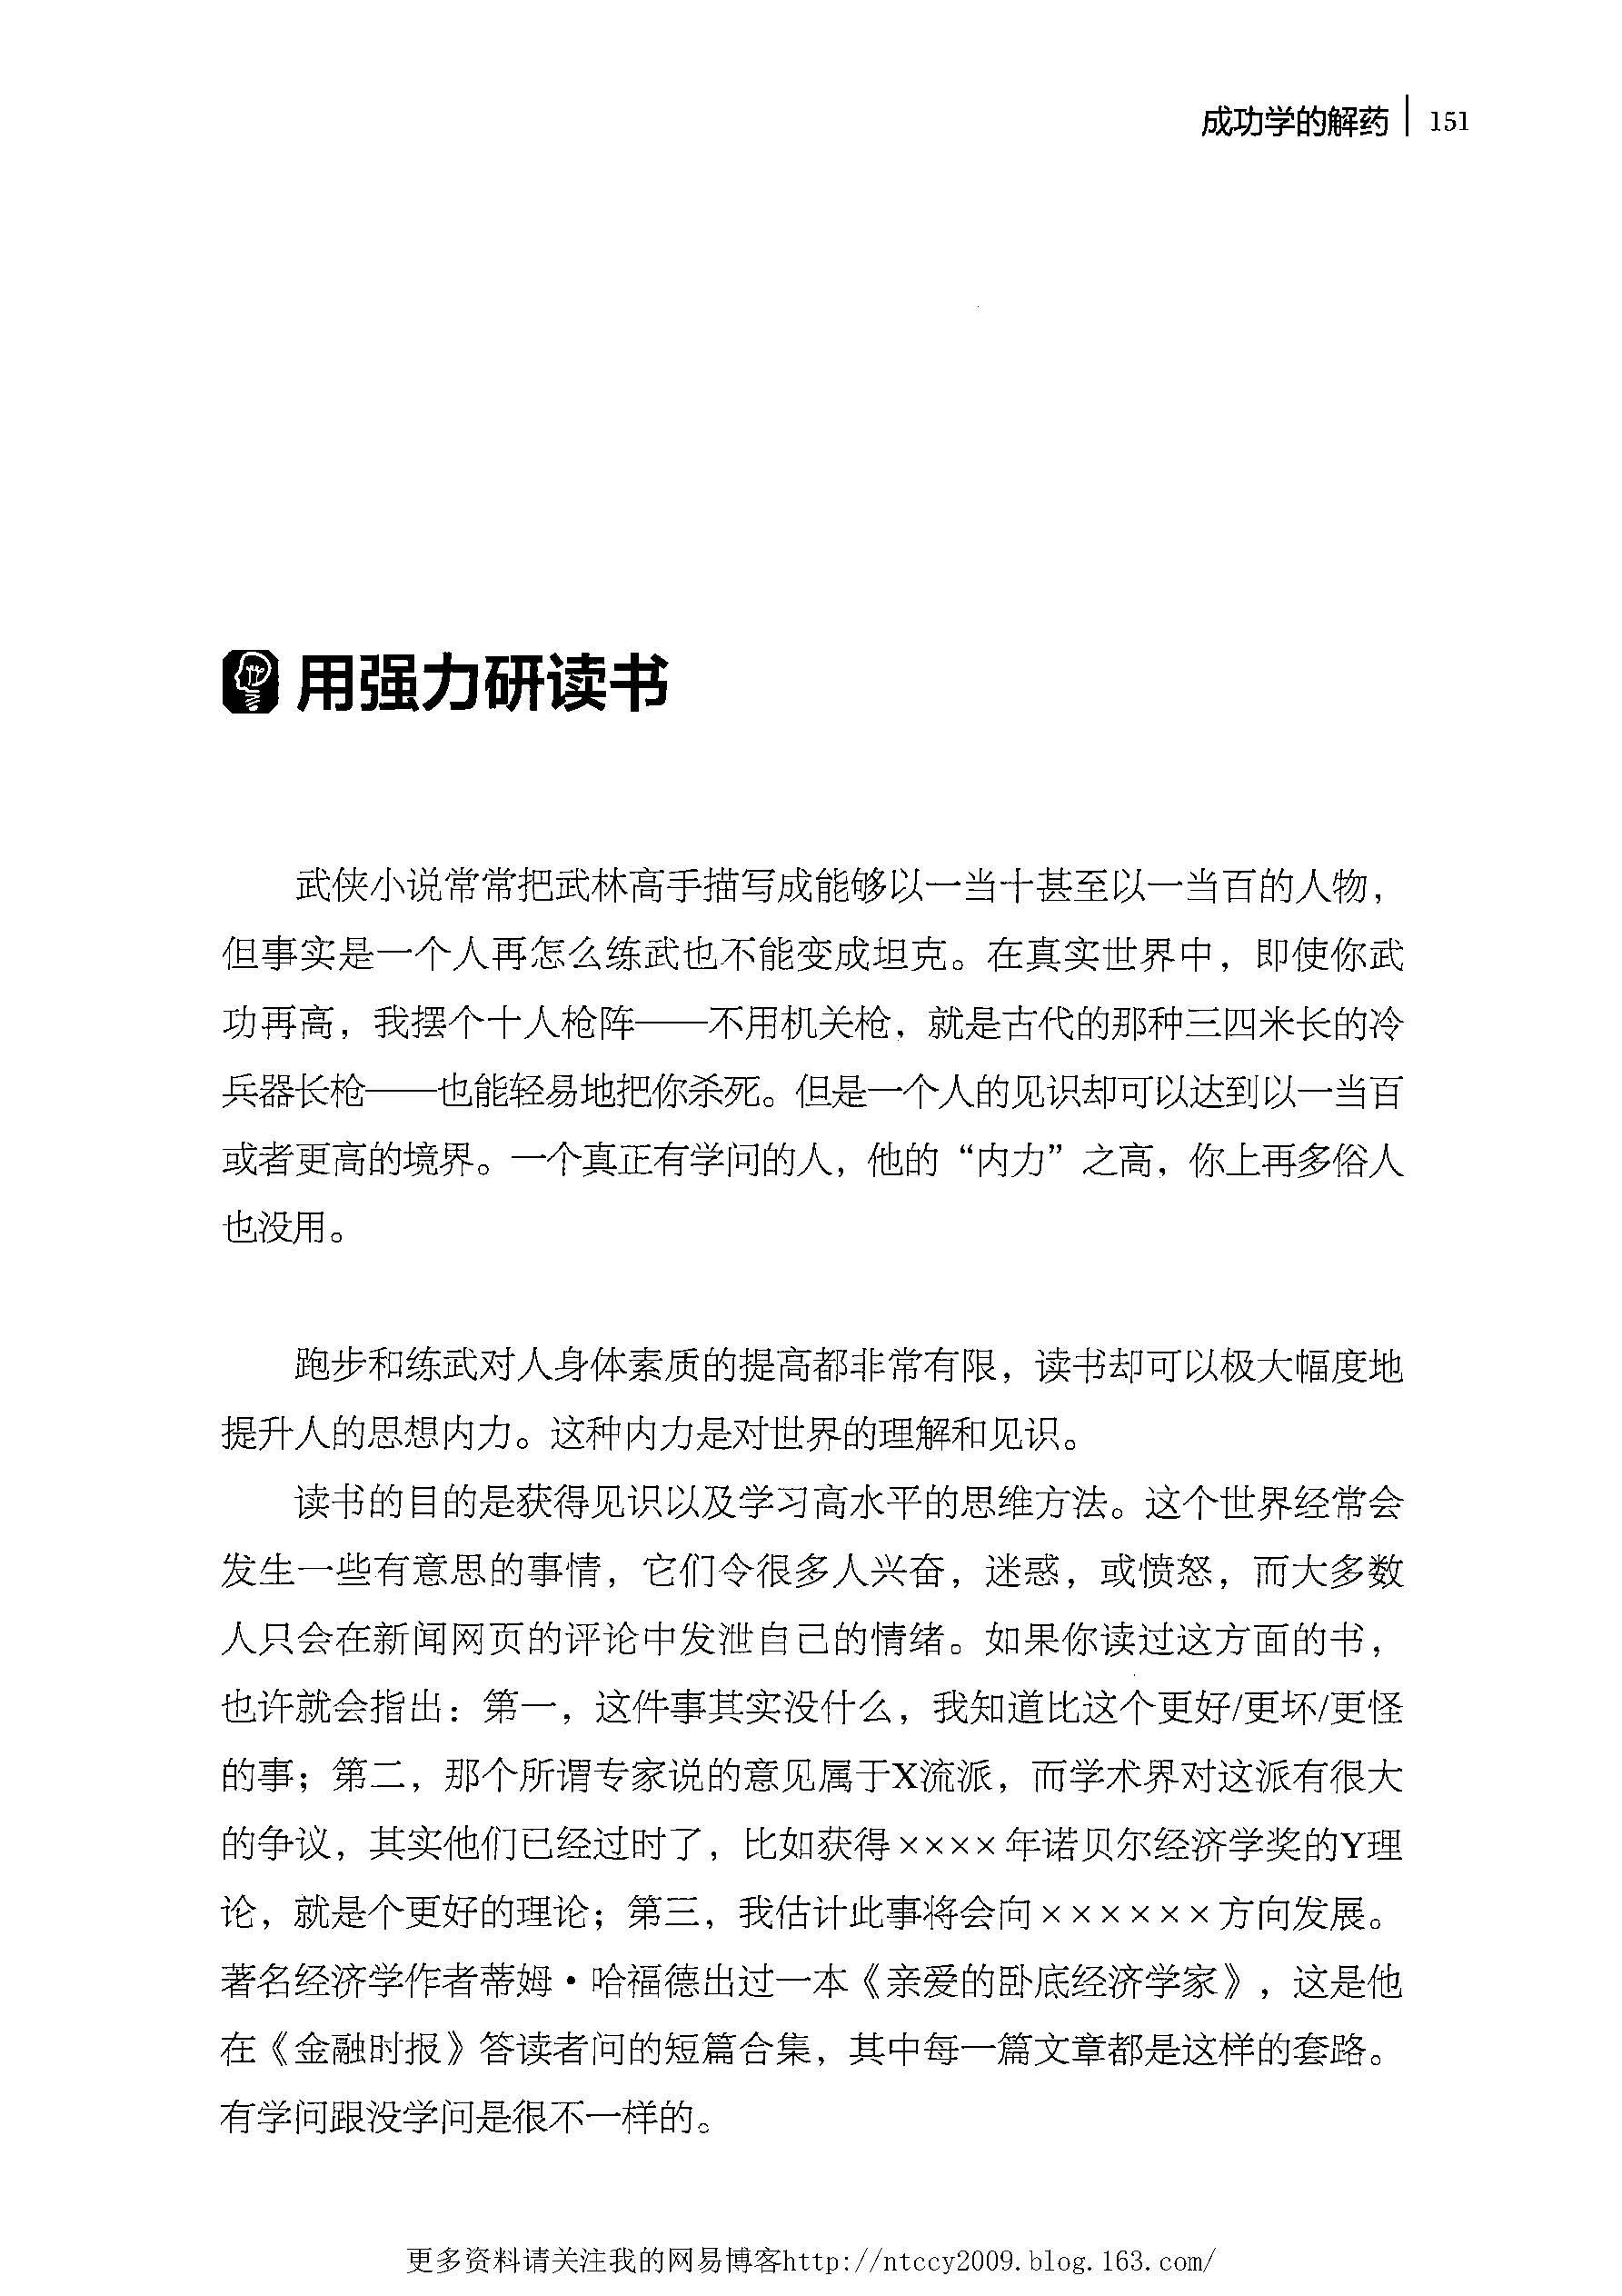 成功学的解药 151
用强力研读书
武侠小说常常把武林高手描写成能够以一当十甚至以一当百的人物，
但事实是一个人再怎么练武也不能变成坦克。在真实世界中，即使你武
功再高，我摆个十人枪阵——不用机关枪，就是古代的那种三四米长的冷
兵器长枪——也能轻易地把你杀死。但是一个人的见识却可以达到以一当百
或者更高的境界。一个真正有学问的人，他的“内力”之高，你上再多俗人
也没用。
跑步和练武对人身体素质的提高都非常有限，读书却可以极大幅度地
提升人的思想内力。这种内力是对世界的理解和见识。
读书的目的是获得见识以及学习高水平的思维方法。这个世界经常会
发生一些有意思的事情，它们令很多人兴奋，迷惑，或愤怒，而大多数
人只会在新闻网页的评论中发泄自己的情绪。如果你读过这方面的书，
也许就会指出：第一，这件事其实没什么，我知道比这个更好/更坏/更怪
的事；第二，那个所谓专家说的意见属于X流派，而学术界对这派有很大
的争议，其实他们已经过时了，比如获得××××年诺贝尔经济学奖的Y理
论，就是个更好的理论；第三，我估计此事将会向××××××方向发展。
著名经济学作者蒂姆·哈福德出过一本《亲爱的卧底经济学家》，这是他
在《金融时报》答读者问的短篇合集，其中每一篇文章都是这样的套路。
有学问跟没学问是很不一样的。
更多资料请关注我的网易博客http://ntccy2009.blog.163.com/